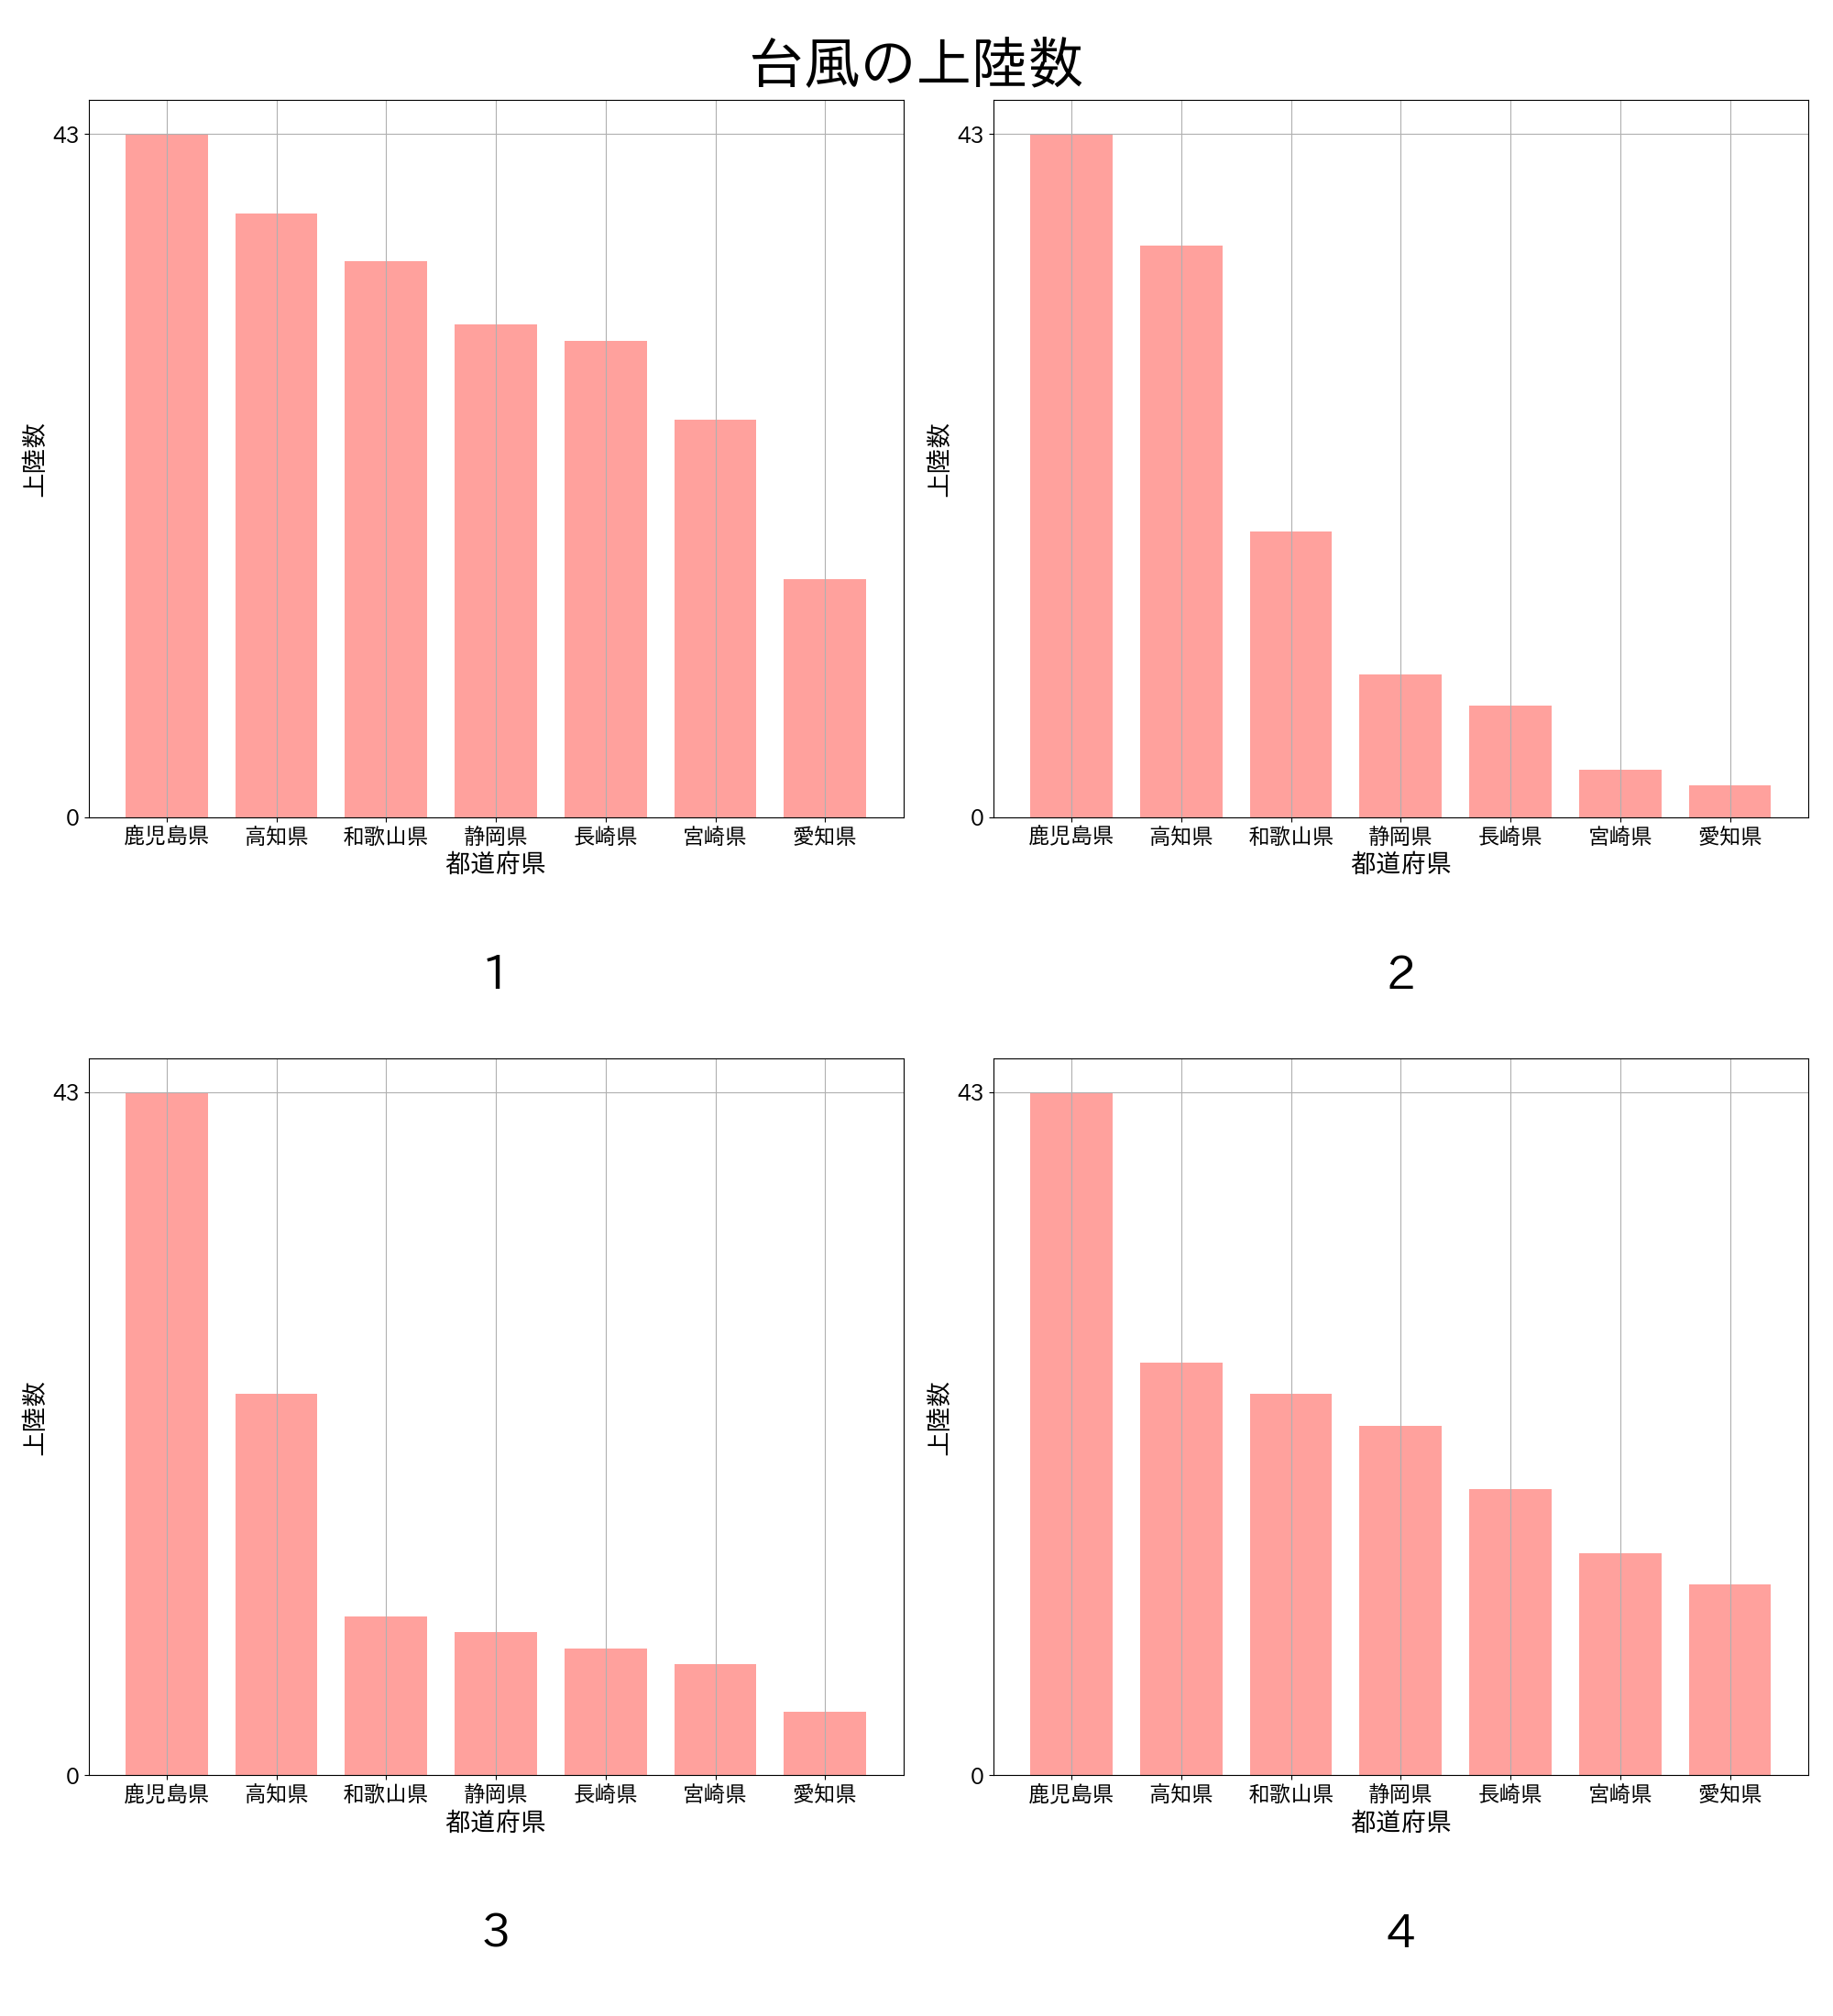 台風の上陸数
43
0
上陸数
鹿児島県 高知県 和歌山県 静岡県 長崎県 宮崎県 愛知県
都道府県
1
43
0
上陸数
鹿児島県 高知県 和歌山県 静岡県 長崎県 宮崎県 愛知県
都道府県
2
43
0
上陸数
鹿児島県 高知県 和歌山県 静岡県 長崎県 宮崎県 愛知県
都道府県
3
43
0
上陸数
鹿児島県 高知県 和歌山県 静岡県 長崎県 宮崎県 愛知県
都道府県
4